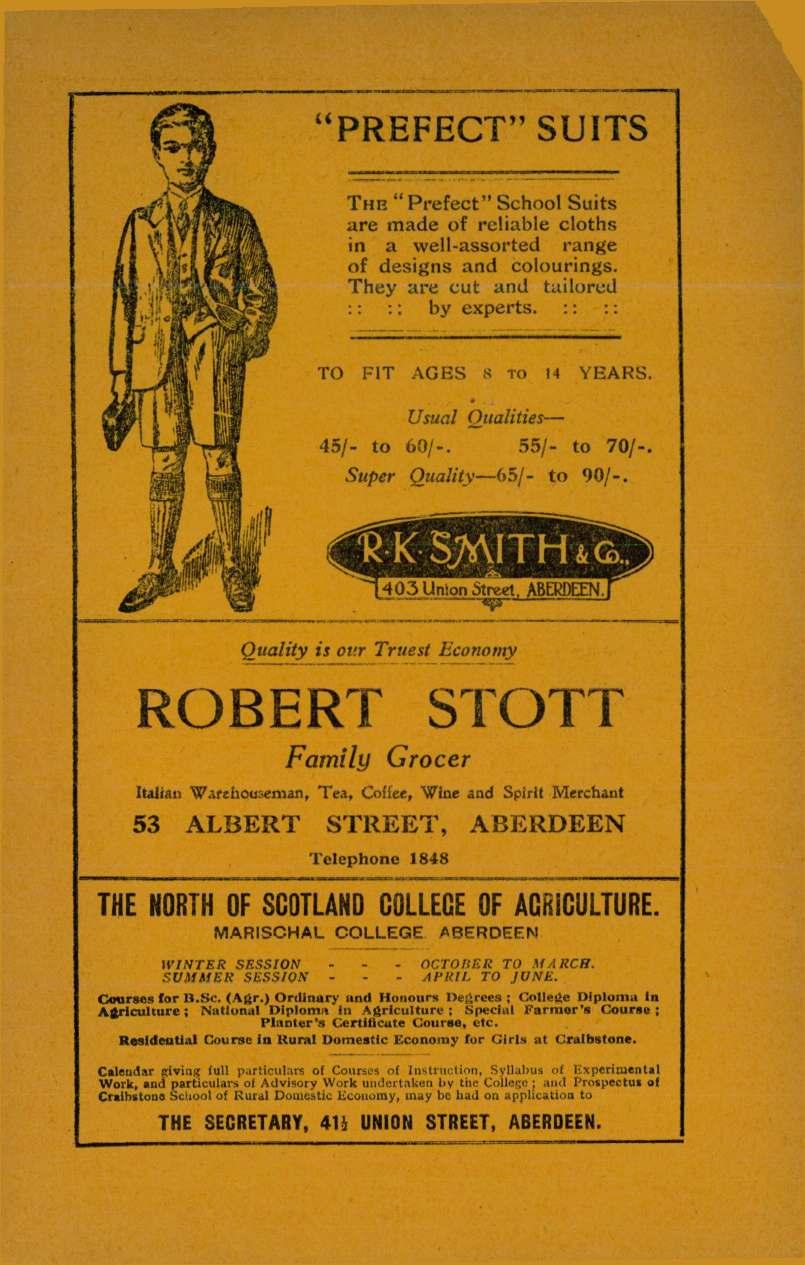 "PREFECT" SUITS
THE "Prefect" School Suits
are made of reliable cloths
in a well-assorted range
of designs and colourings.
They are cut and tailored
:: :: by experts. :: ::
TO FIT AGES 8 TO 14 YEARS.
Usual Qualities—
45/- to 60/-. 55/- to 70/-.
Super Quality—65/- to 90/-.
R.K. SMITH & Co.,
403 Union Street, ABERDEEN.
Quality is our Truest Economy
ROBERT STOTT
Family Grocer
Italian Warehouseman, Tea, Coffee, Wine and Spirit Merchant
53 ALBERT STREET, ABERDEEN
Telephone 1848
THE NORTH OF SCOTLAND COLLEGE OF AGRICULTURE.
MARISCHAL COLLEGE ABERDEEN
WINTER SESSION - - - OCTOBER TO MARCH.
SUMMER SESSION - - - APRIL TO JUNE.
Courses for B.Sc. (Agr.) Ordinary and Honours Degrees; College Diploma in
Agriculture; National Diploma in Agriculture; Special Farmer's Course;
Planter's Certificate Course, etc.
Residential Course in Rural Domestic Economy for Girls at Craibstone.
Calendar giving full particulars of Courses of Instruction, Syllabus of Experimental
Work, and particulars of Advisory Work undertaken by the College; and Prospectus of
Craibstone School of Rural Domestic Economy, may be had on application to
THE SECRETARY, 41½ UNION STREET, ABERDEEN.